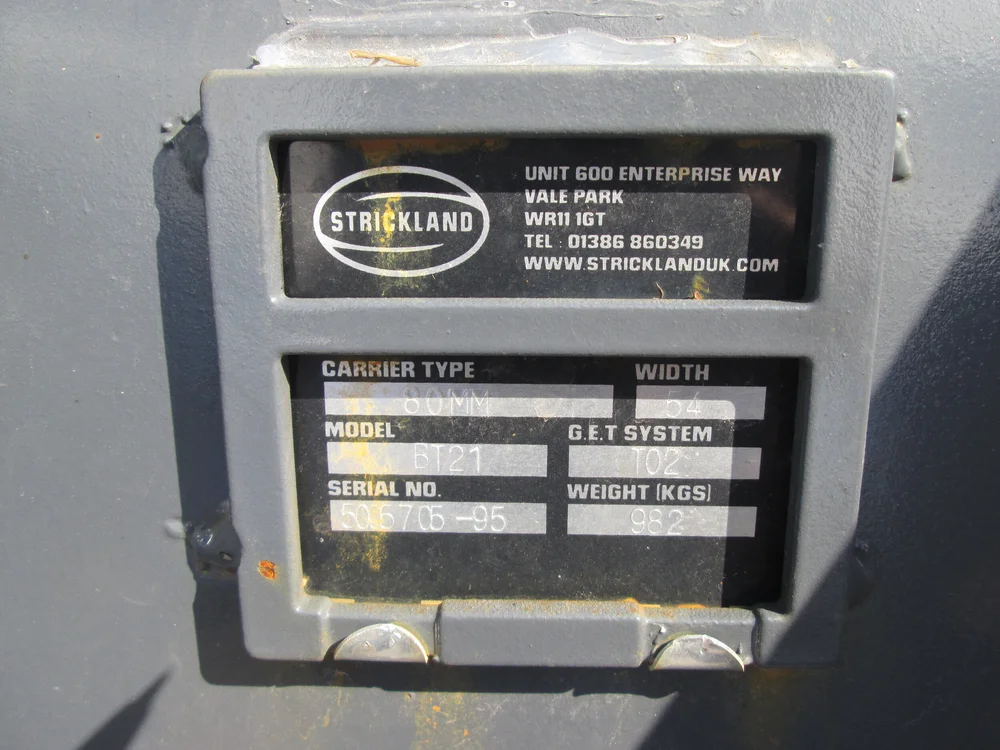 STRICKLAND
UNIT 600 ENTERPRISE WAY
VALE PARK
WR11 1GT
TEL : 01386 860349
WWW.STRICKLANDUK.COM
CARRIER TYPE
80MM
WIDTH
54
MODEL
BT21
G.E.T SYSTEM
T02
SERIAL NO.
506705-95
WEIGHT (KGS)
982